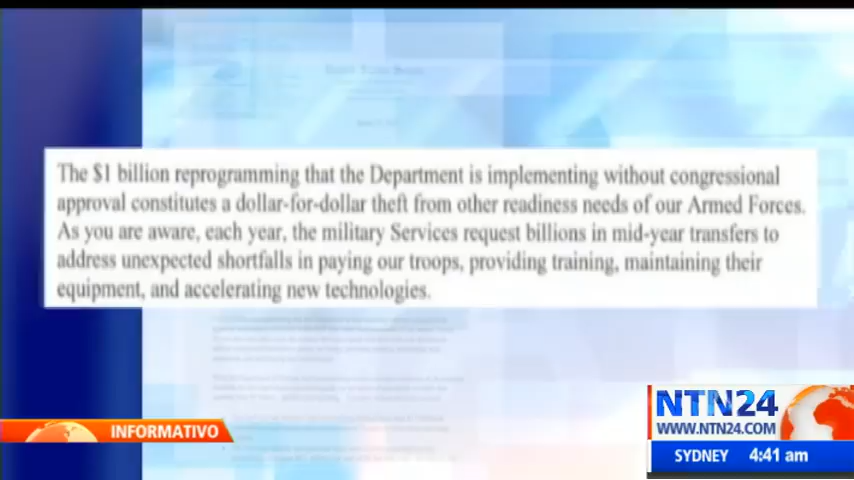 The $1 billion reprogramming that the Department is implementing without congressional
approval constitutes a dollar-for-dollar theft from other readiness needs of our Armed Forces.
As you are aware, each year, the military Services request billions in mid-year transfers to
address unexpected shortfalls in paying our troops, providing training, maintaining their
equipment, and accelerating new technologies.
INFORMATIVO
NTN24
WWW.NTN24.COM
SYDNEY 4:41 am